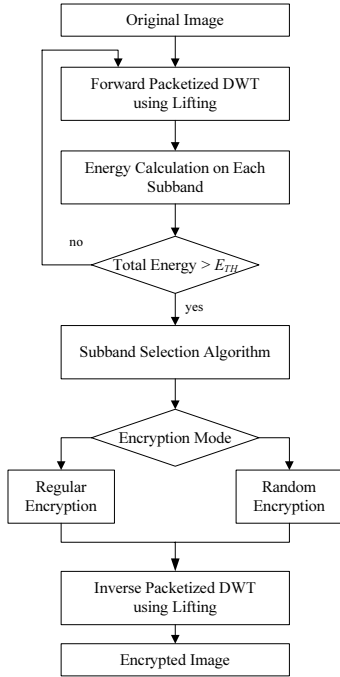 Original Image
Forward Packetized DWT
using Lifting
Energy Calculation on Each
Subband
no
Total Energy > E_TH
yes
Subband Selection Algorithm
Encryption Mode
Regular
Encryption
Random
Encryption
Inverse Packetized DWT
using Lifting
Encrypted Image